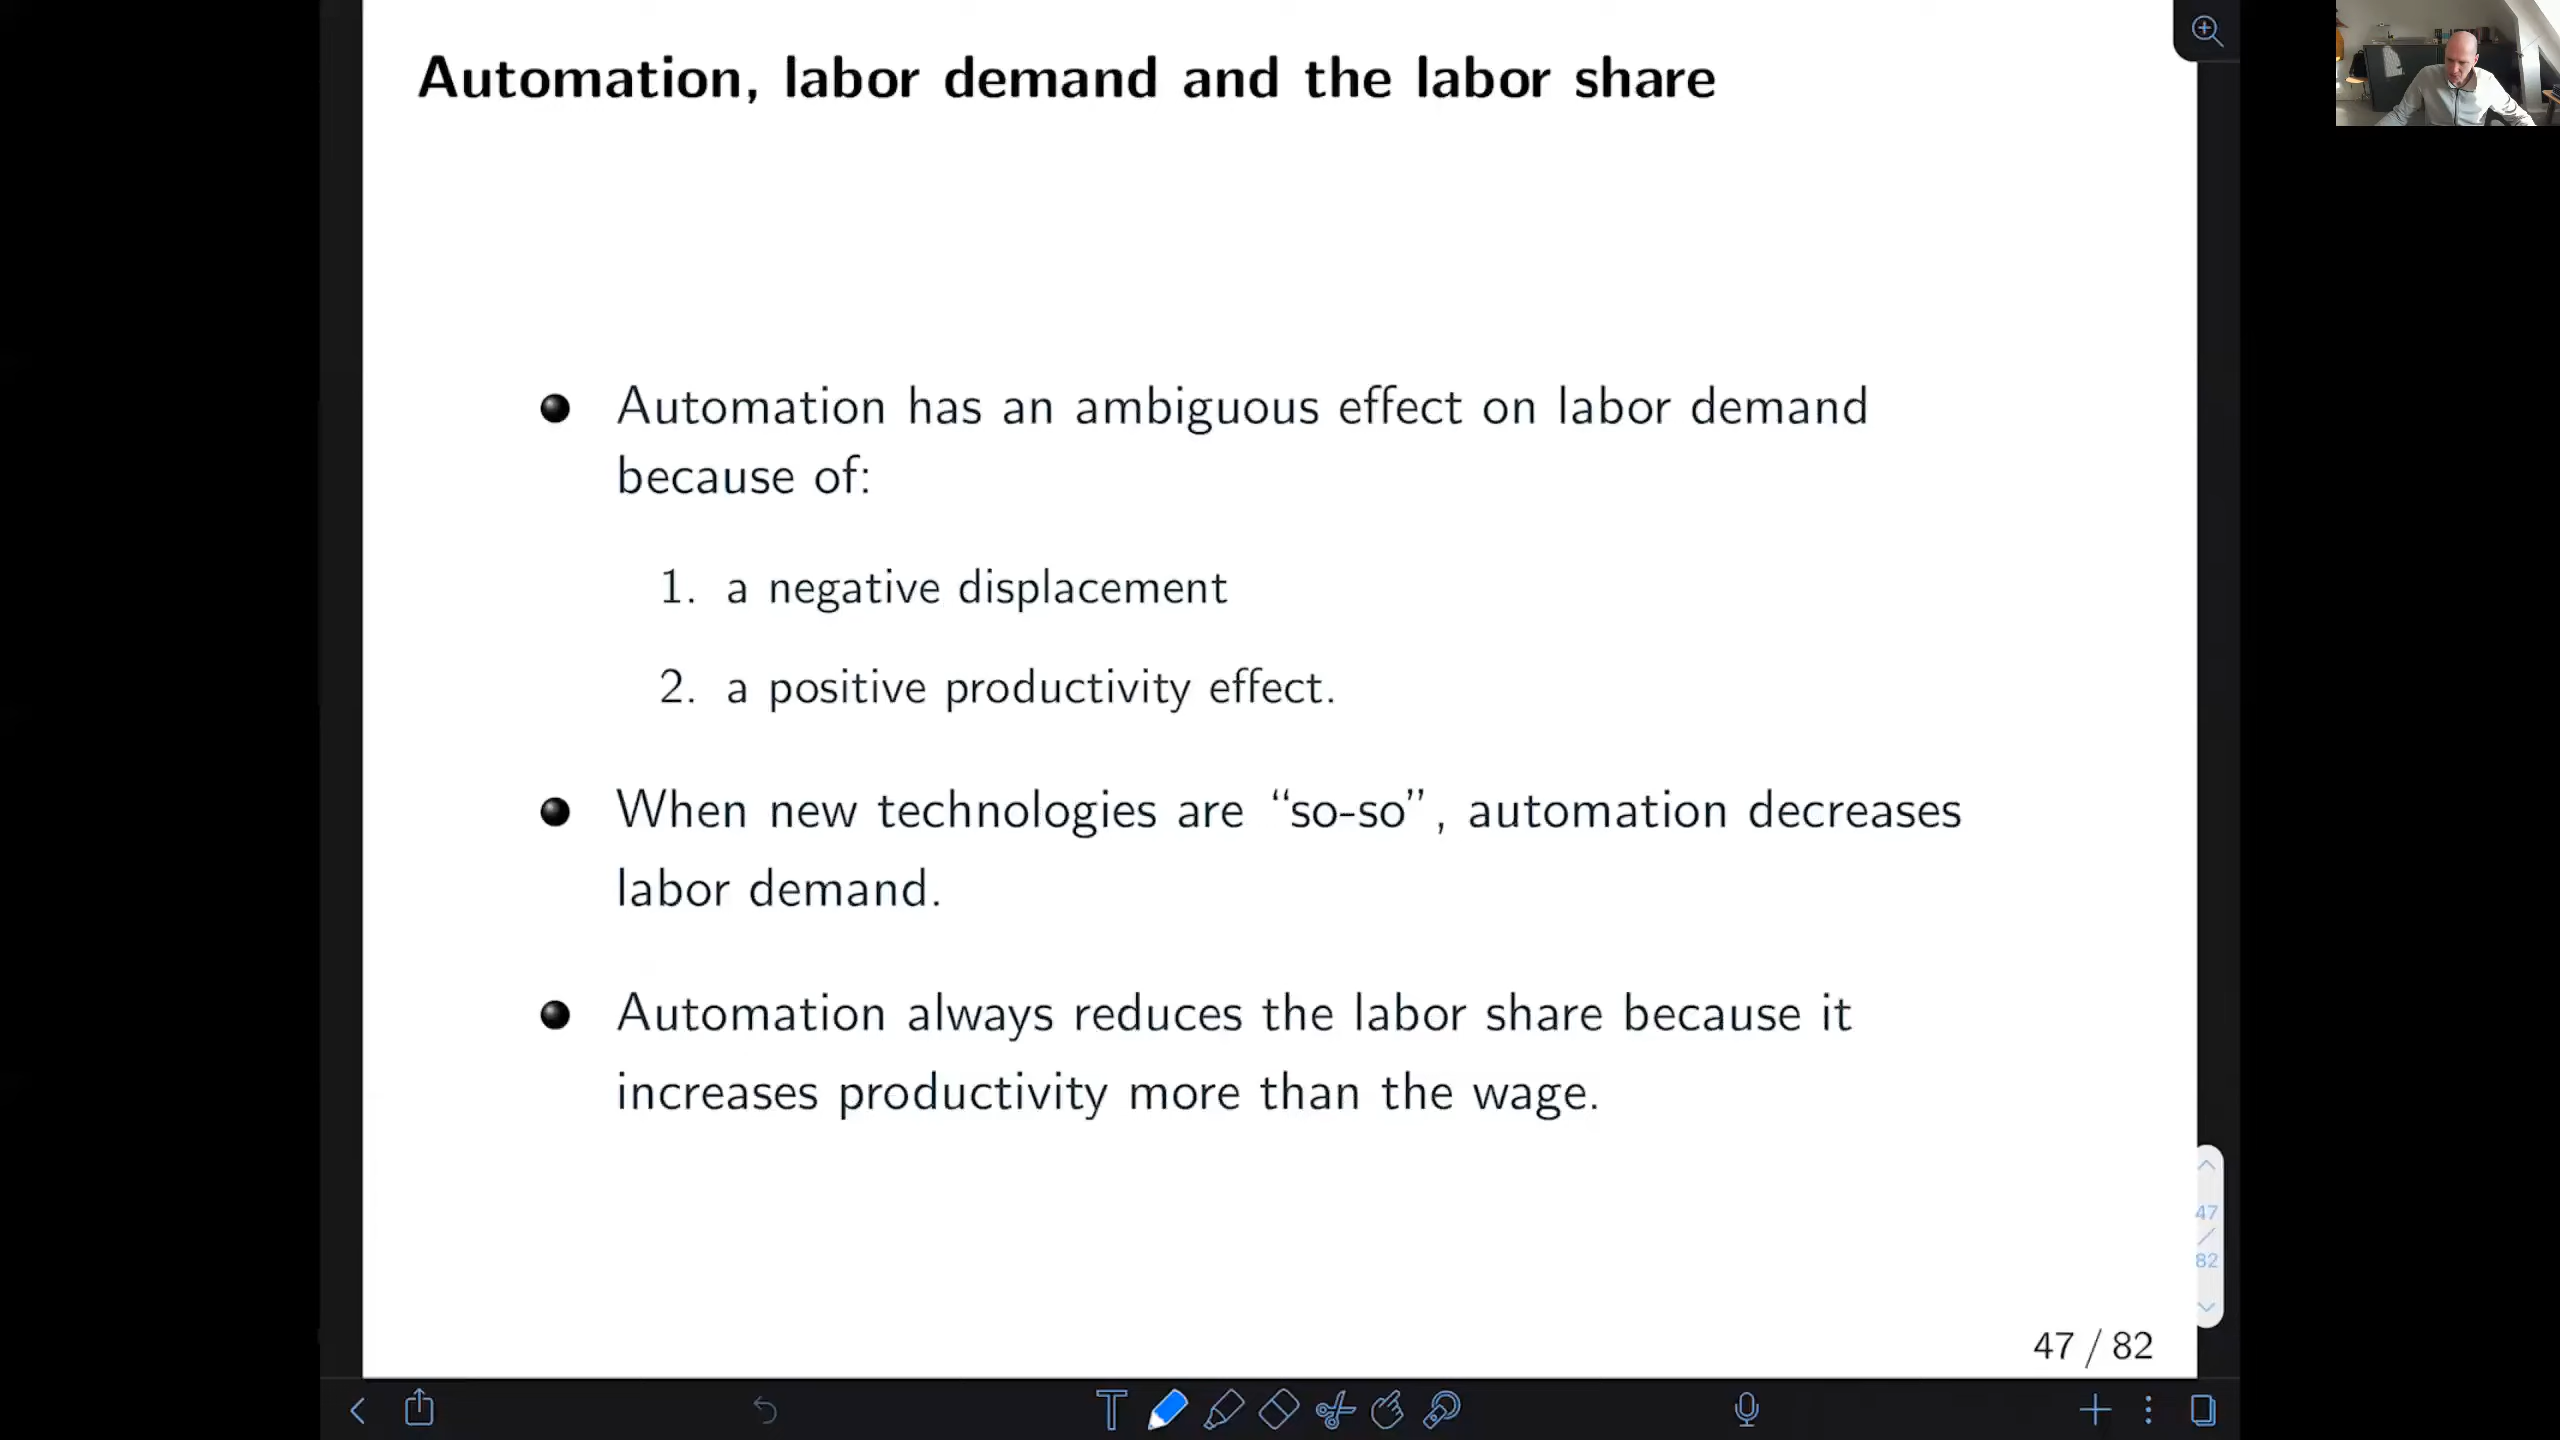 Automation, labor demand and the labor share
● Automation has an ambiguous effect on labor demand
because of:
1. a negative displacement
2. a positive productivity effect.
● When new technologies are “so-so”, automation decreases
labor demand.
● Automation always reduces the labor share because it
increases productivity more than the wage.
47
/
82
47 / 82